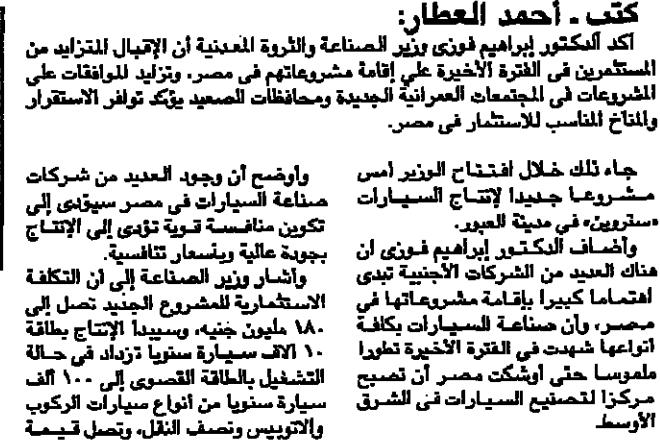 كتب ـ أحمد العطار:
أكد الدكتور إبراهيم فوزى وزير الصناعة والثروة المعدنية أن الإقبال المتزايد من
المستثمرين فى الفترة الأخيرة على إقامة مشروعاتهم فى مصر، وتزايد الموافقات على
المشروعات فى المجتمعات العمرانية الجديدة ومحافظات الصعيد يؤكد توافر الاستقرار
والمناخ المناسب للاستثمار فى مصر.
جاء ذلك خلال افتتاح الوزير أمس
مشروعا جديدا لإنتاج السيارات
«ستروين» فى مدينة العبور.
وأضاف الدكتور إبراهيم فوزى أن
هناك العديد من الشركات الأجنبية تبدى
اهتماما كبيرا بإقامة مشروعاتها في
مصر، وأن صناعة السيارات بكافة
أنواعها شهدت في الفترة الأخيرة تطورا
ملموسا حتى أوشكت مصر أن تصبح
مركزا لتصنيع السيارات فى الشرق
الأوسط.
وأوضح أن وجود العديد من شركات
صناعة السيارات فى مصر سيؤدى إلى
تكوين منافسة قوية تؤدى إلى الإنتاج
بجودة عالية وبأسعار تنافسية.
وأشار وزير الصناعة إلى أن التكلفة
الاستثمارية للمشروع الجديد تصل إلى
١٨٠ مليون جنيه، وسيبدأ الإنتاج بطاقة
١٠ آلاف سيارة سنويا تزداد فى حالة
التشغيل بالطاقة القصوى إلى ١٠٠ ألف
سيارة سنويا من أنواع سيارات الركوب
والاتوبيس ونصف النقل، وتصل قيمة